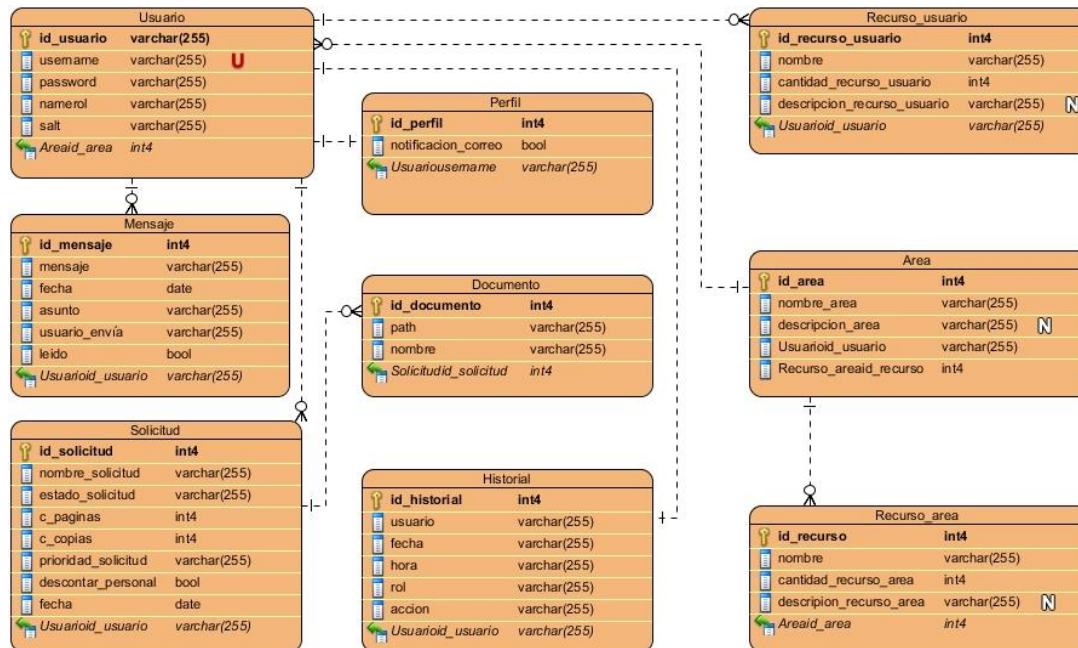 Usuario
id_usuario varchar(255)
username varchar(255) U
password varchar(255)
namerol varchar(255)
salt varchar(255)
Areaid_area int4
Recurso_usuario
id_recurso_usuario int4
nombre varchar(255)
cantidad_recurso_usuario int4
descripcion_recurso_usuario varchar(255) N
Usuarioid_usuario varchar(255)
Perfil
id_perfil int4
notificacion_correo bool
Usuariousername varchar(255)
Mensaje
id_mensaje int4
mensaje varchar(255)
fecha date
asunto varchar(255)
usuario_envía varchar(255)
leido bool
Usuarioid_usuario varchar(255)
Documento
id_documento int4
path varchar(255)
nombre varchar(255)
Solicitudid_solicitud int4
Area
id_area int4
nombre_area varchar(255)
descripcion_area varchar(255) N
Usuarioid_usuario varchar(255)
Recurso_areaid_recurso int4
Solicitud
id_solicitud int4
nombre_solicitud varchar(255)
estado_solicitud varchar(255)
c_paginas int4
c_copias int4
prioridad_solicitud varchar(255)
descontar_personal bool
fecha date
Usuarioid_usuario varchar(255)
Historial
id_historial int4
usuario varchar(255)
fecha varchar(255)
hora varchar(255)
rol varchar(255)
accion varchar(255)
Usuarioid_usuario varchar(255)
Recurso_area
id_recurso int4
nombre varchar(255)
cantidad_recurso_area int4
descripion_recurso_area varchar(255) N
Areaid_area int4